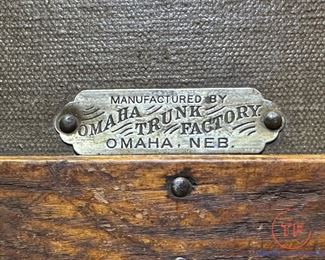 MANUFACTURED BY
OMAHA TRUNK FACTORY.
OMAHA, NEB.